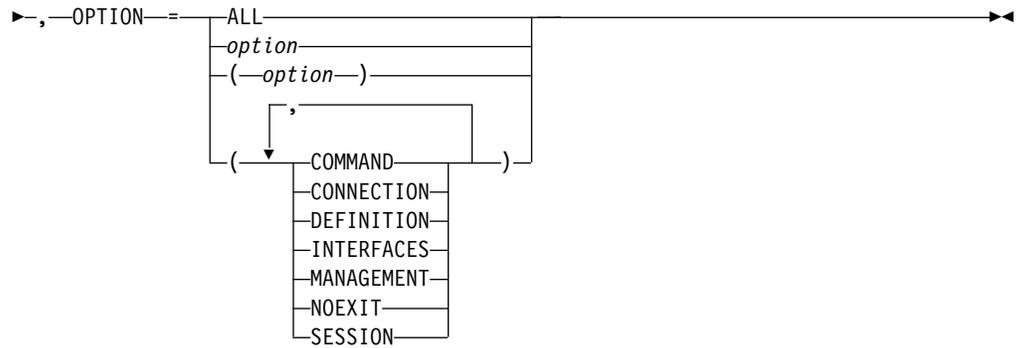 , OPTION = ALL
option
( option )
,
( COMMAND )
CONNECTION
DEFINITION
INTERFACES
MANAGEMENT
NOEXIT
SESSION